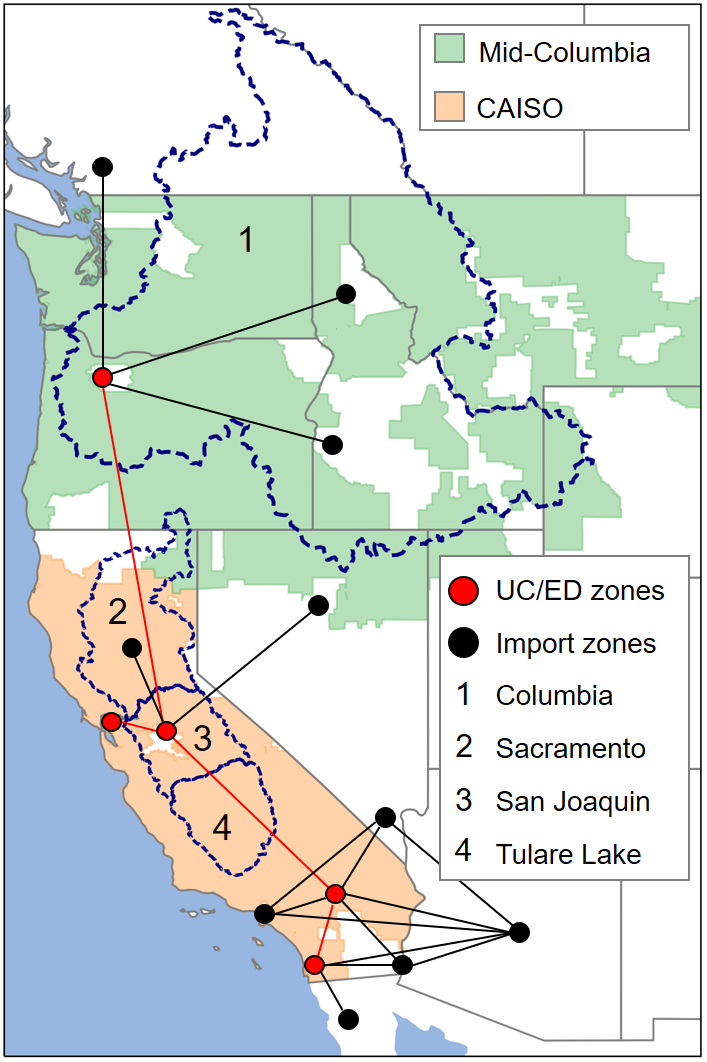 Mid-Columbia
CAISO
1
2
3
4
UC/ED zones
Import zones
1 Columbia
2 Sacramento
3 San Joaquin
4 Tulare Lake